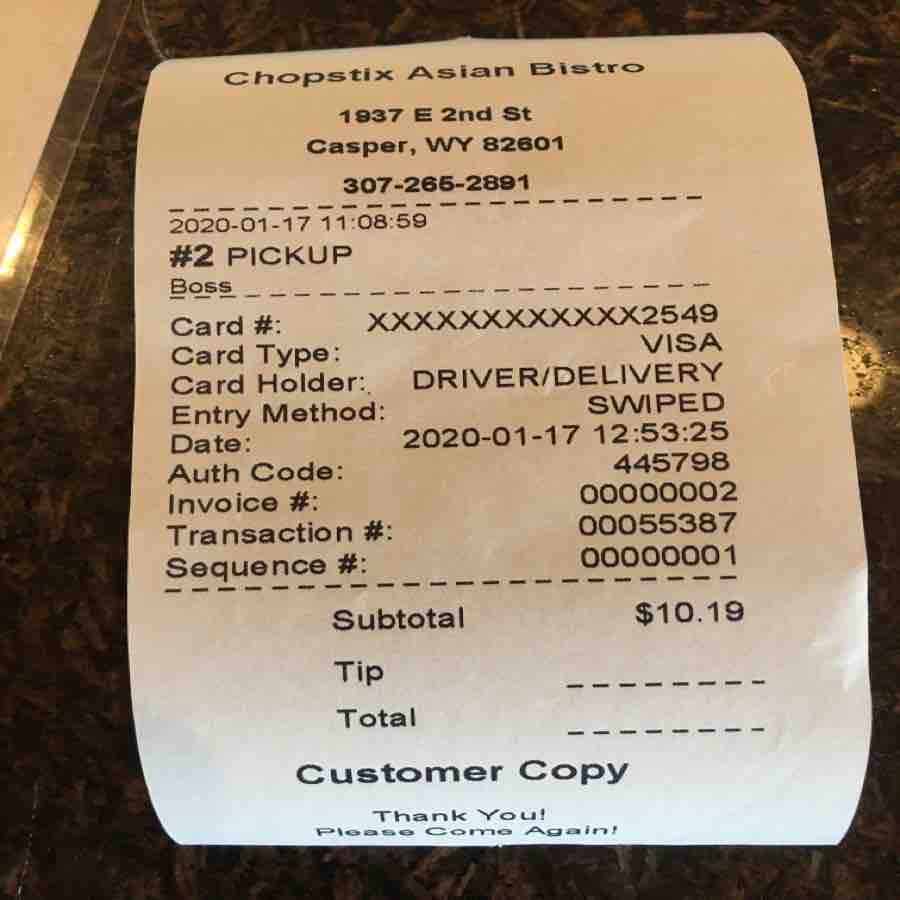 Chopstix Asian Bistro
1937 E 2nd St
Casper, WY 82601
307-265-2891
2020-01-17 11:08:59
#2 PICKUP
Boss
Card #: XXXXXXXXXXXX2549
Card Type: VISA
Card Holder: DRIVER/DELIVERY
Entry Method: SWIPED
Date: 2020-01-17 12:53:25
Auth Code: 445798
Invoice #: 00000002
Transaction #: 00055387
Sequence #: 00000001
Subtotal $10.19
Tip
Total
Customer Copy
Thank You!
Please Come Again!